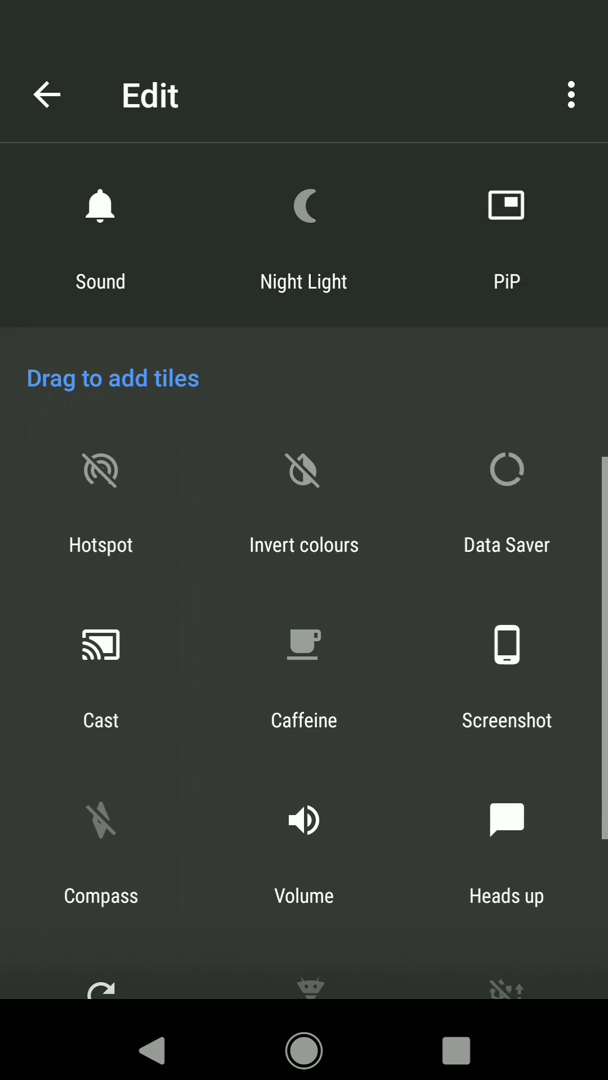 Edit
Sound
Night Light
PiP
Drag to add tiles
Hotspot
Invert colours
Data Saver
Cast
Caffeine
Screenshot
Compass
Volume
Heads up